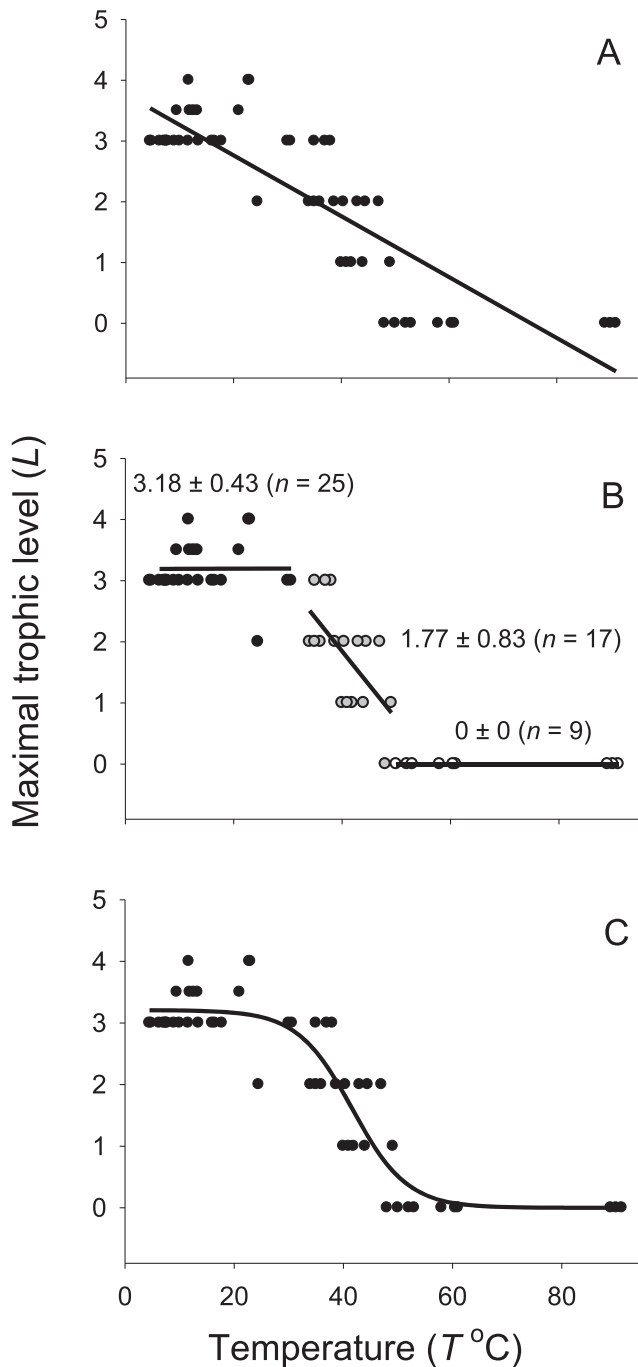 5
4
3
2
1
0
A
Maximal trophic level (L)
5
4
3
2
1
0
B
3.18 ± 0.43 (n = 25)
1.77 ± 0.83 (n = 17)
0 ± 0 (n = 9)
5
4
3
2
1
0
C
0 20 40 60 80
Temperature (T °C)